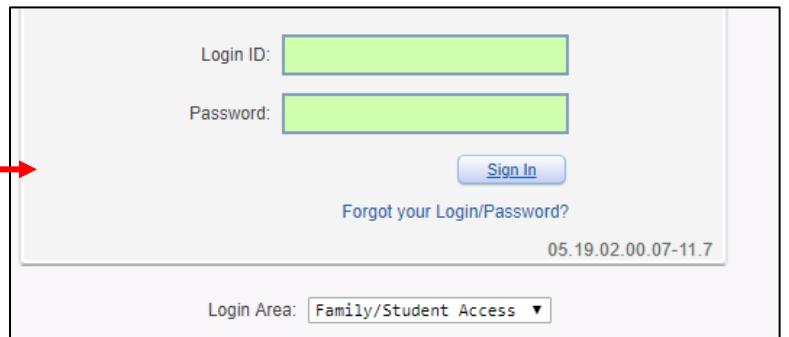 Login ID:
Password:
Sign In
Forgot your Login/Password?
05.19.02.00.07-11.7
Login Area: Family/Student Access